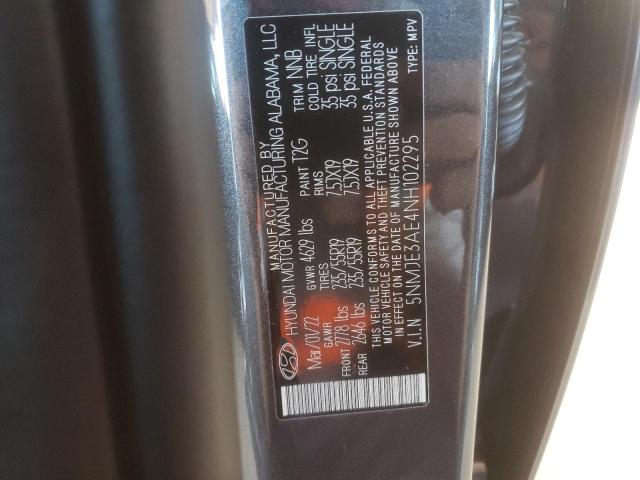 MANUFACTURED BY
HYUNDAI MOTOR MANUFACTURING ALABAMA, LLC
Mar/01/22 GVWR 4629 lbs PAINT T2G TRIM NNB
GAWR TIRES RIMS COLD TIRE INFL
FRONT 2778 lbs 235/55R19 7.5JX19 35 psi SINGLE
REAR 2646 lbs 235/55R19 7.5JX19 35 psi SINGLE
THIS VEHICLE CONFORMS TO ALL APPLICABLE U.S.A. FEDERAL
MOTOR VEHICLE SAFETY AND THEFT PREVENTION STANDARDS
IN EFFECT ON THE DATE OF MANUFACTURE SHOWN ABOVE
V.I.N 5NMJE3AE4NH102295 TYPE: MPV